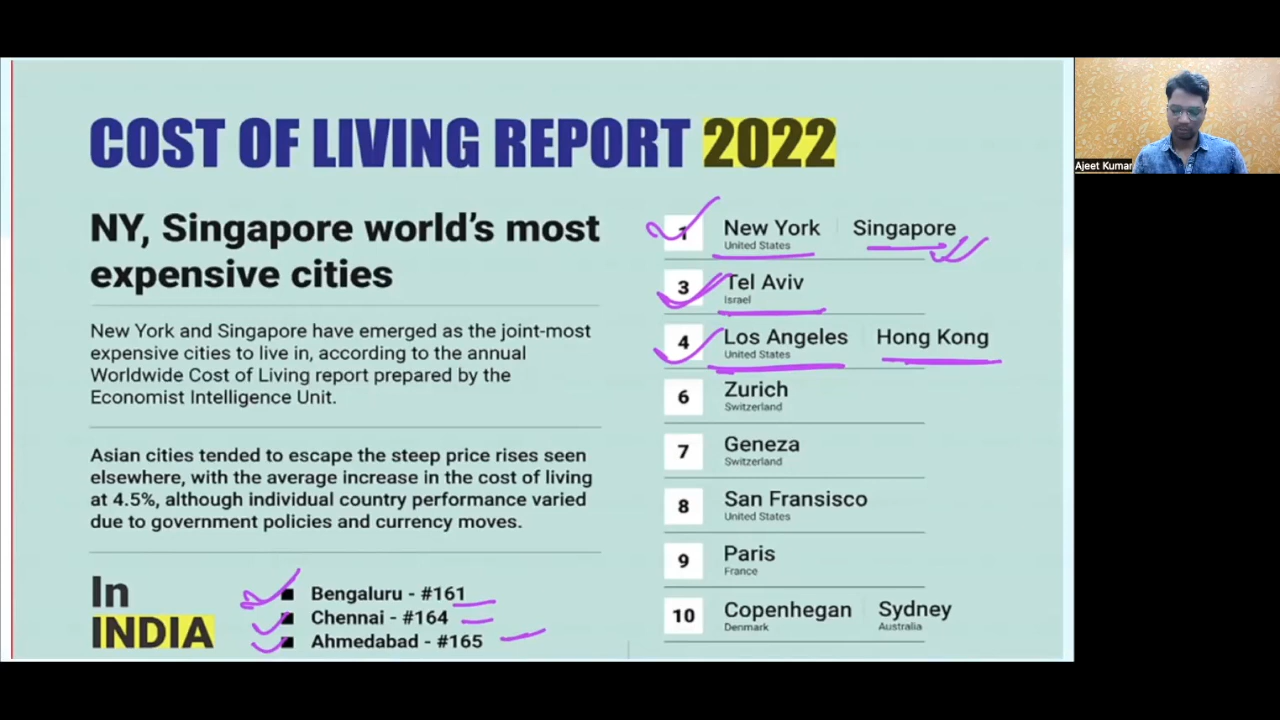 COST OF LIVING REPORT 2022
NY, Singapore world's most
expensive cities
New York and Singapore have emerged as the joint-most
expensive cities to live in, according to the annual
Worldwide Cost of Living report prepared by the
Economist Intelligence Unit.
Asian cities tended to escape the steep price rises seen
elsewhere, with the average increase in the cost of living
at 4.5%, although individual country performance varied
due to government policies and currency moves.
In
INDIA
Bengaluru - #161
Chennai - #164
Ahmedabad - #165
1 New York Singapore
United States
3 Tel Aviv
Israel
4 Los Angeles Hong Kong
United States
6 Zurich
Switzerland
7 Geneza
Switzerland
8 San Fransisco
United States
9 Paris
France
10 Copenhegan Sydney
Denmark Australia
Ajeet Kumar